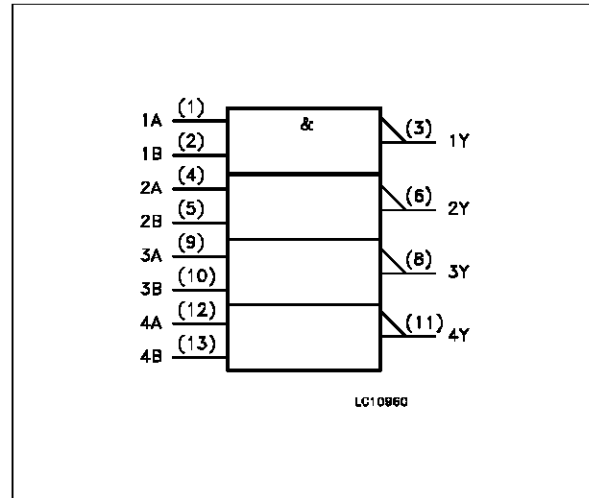 1A (1) & (3) 1Y
1B (2)
2A (4) (6) 2Y
2B (5)
3A (9) (8) 3Y
3B (10)
4A (12) (11) 4Y
4B (13)
LC10960